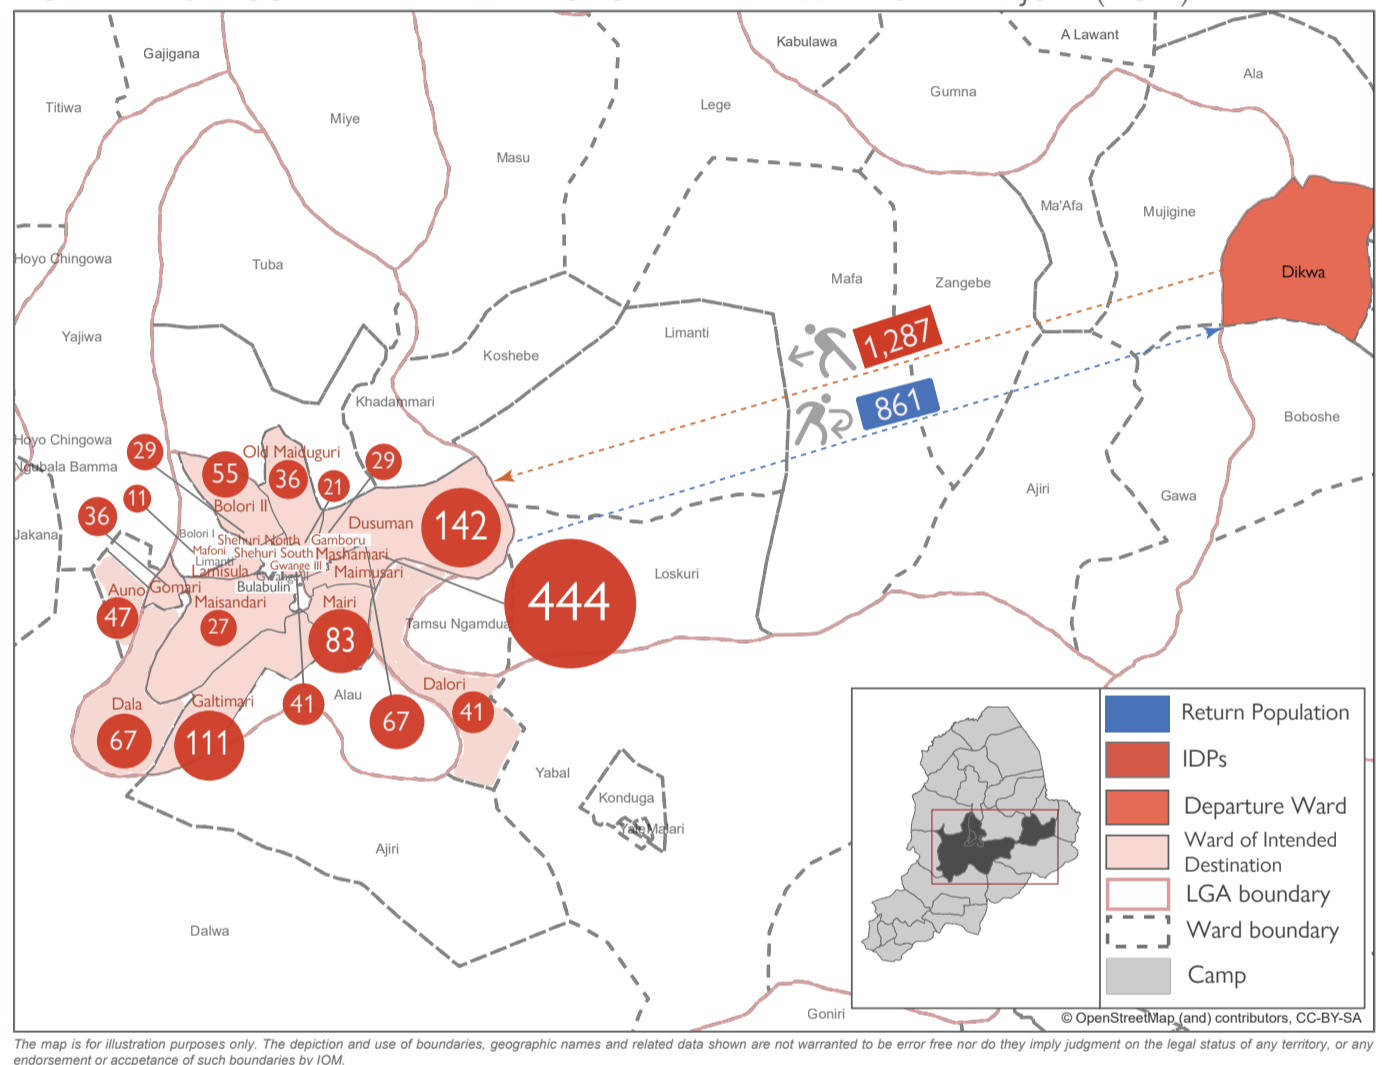 Gajigana
Kabulawa
A Lawant
Ala
Titiwa
Miye
Lege
Gumna
Masu
Ma'Afa
Mujigine
Hoyo Chingowa
Tuba
Mafa
Zangebe
Dikwa
Yajiwa
Koshebe
Limanti
1,287
861
Khadammari
Boboshe
Hoyo Chingowa
Ngubala Bamma
29
55
Old Maiduguri
36
21
29
Bolori II
11
36
Dusuman
142
Ajiri
Gawa
Jakana
Bolori I
Shehuri North
Gamboru
Mafoni
Shehuri South
Mashamari
Limanti
Gwange III
Lamisula
Gwange II
Maimusari
Bulabulin
Loskuri
444
Auno
Gomari
Maisandari
Mairi
47
27
83
Tamsu Ngamdua
Dala
Galtimari
Alau
Dalori
67
111
41
67
41
Yabal
Konduga
Yale Malari
Ajiri
Dalwa
Goniri
Return Population
IDPs
Departure Ward
Ward of Intended
Destination
LGA boundary
Ward boundary
Camp
© OpenStreetMap (and) contributors, CC-BY-SA
The map is for illustration purposes only. The depiction and use of boundaries, geographic names and related data shown are not warranted to be error free nor do they imply judgment on the legal status of any territory, or any
endorsement or accpetance of such boundaries by IOM.